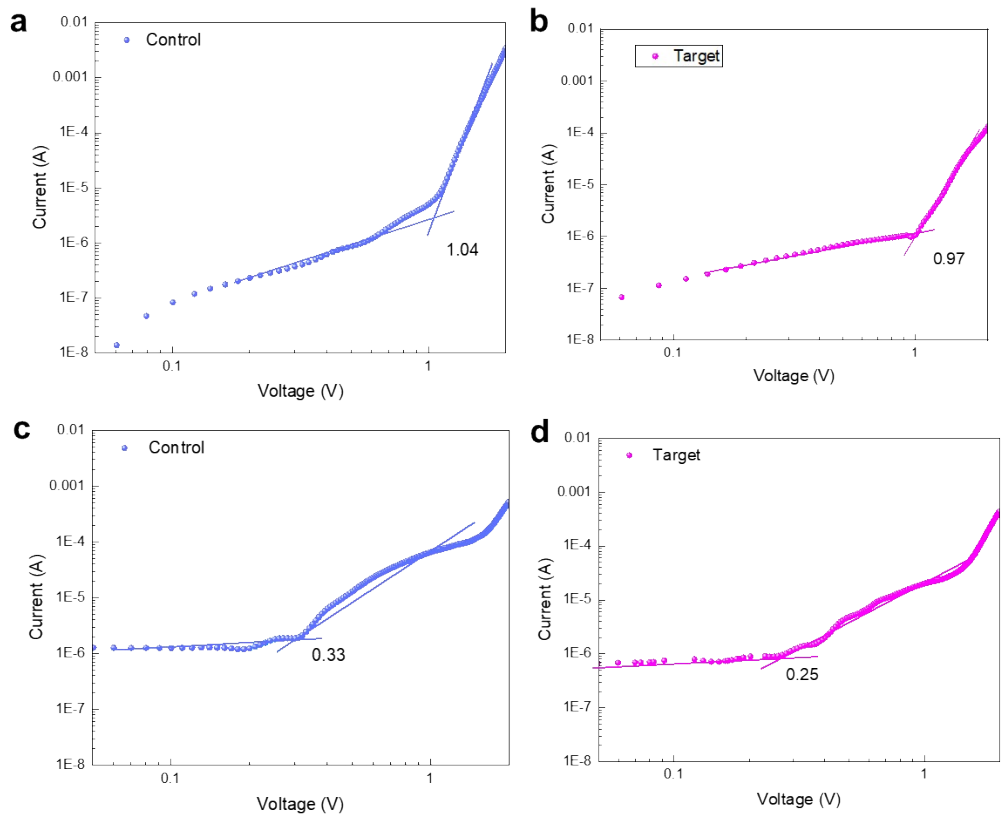 a
Control
0.01
0.001
1E-4
1E-5
1E-6
1E-7
1E-8
Current (A)
1.04
0.1
1
Voltage (V)
b
Target
0.01
0.001
1E-4
1E-5
1E-6
1E-7
1E-8
Current (A)
0.97
0.1
1
Voltage (V)
c
Control
0.01
0.001
1E-4
1E-5
1E-6
1E-7
1E-8
Current (A)
0.33
0.1
1
Voltage (V)
d
Target
0.01
0.001
1E-4
1E-5
1E-6
1E-7
1E-8
Current (A)
0.25
0.1
1
Voltage (V)